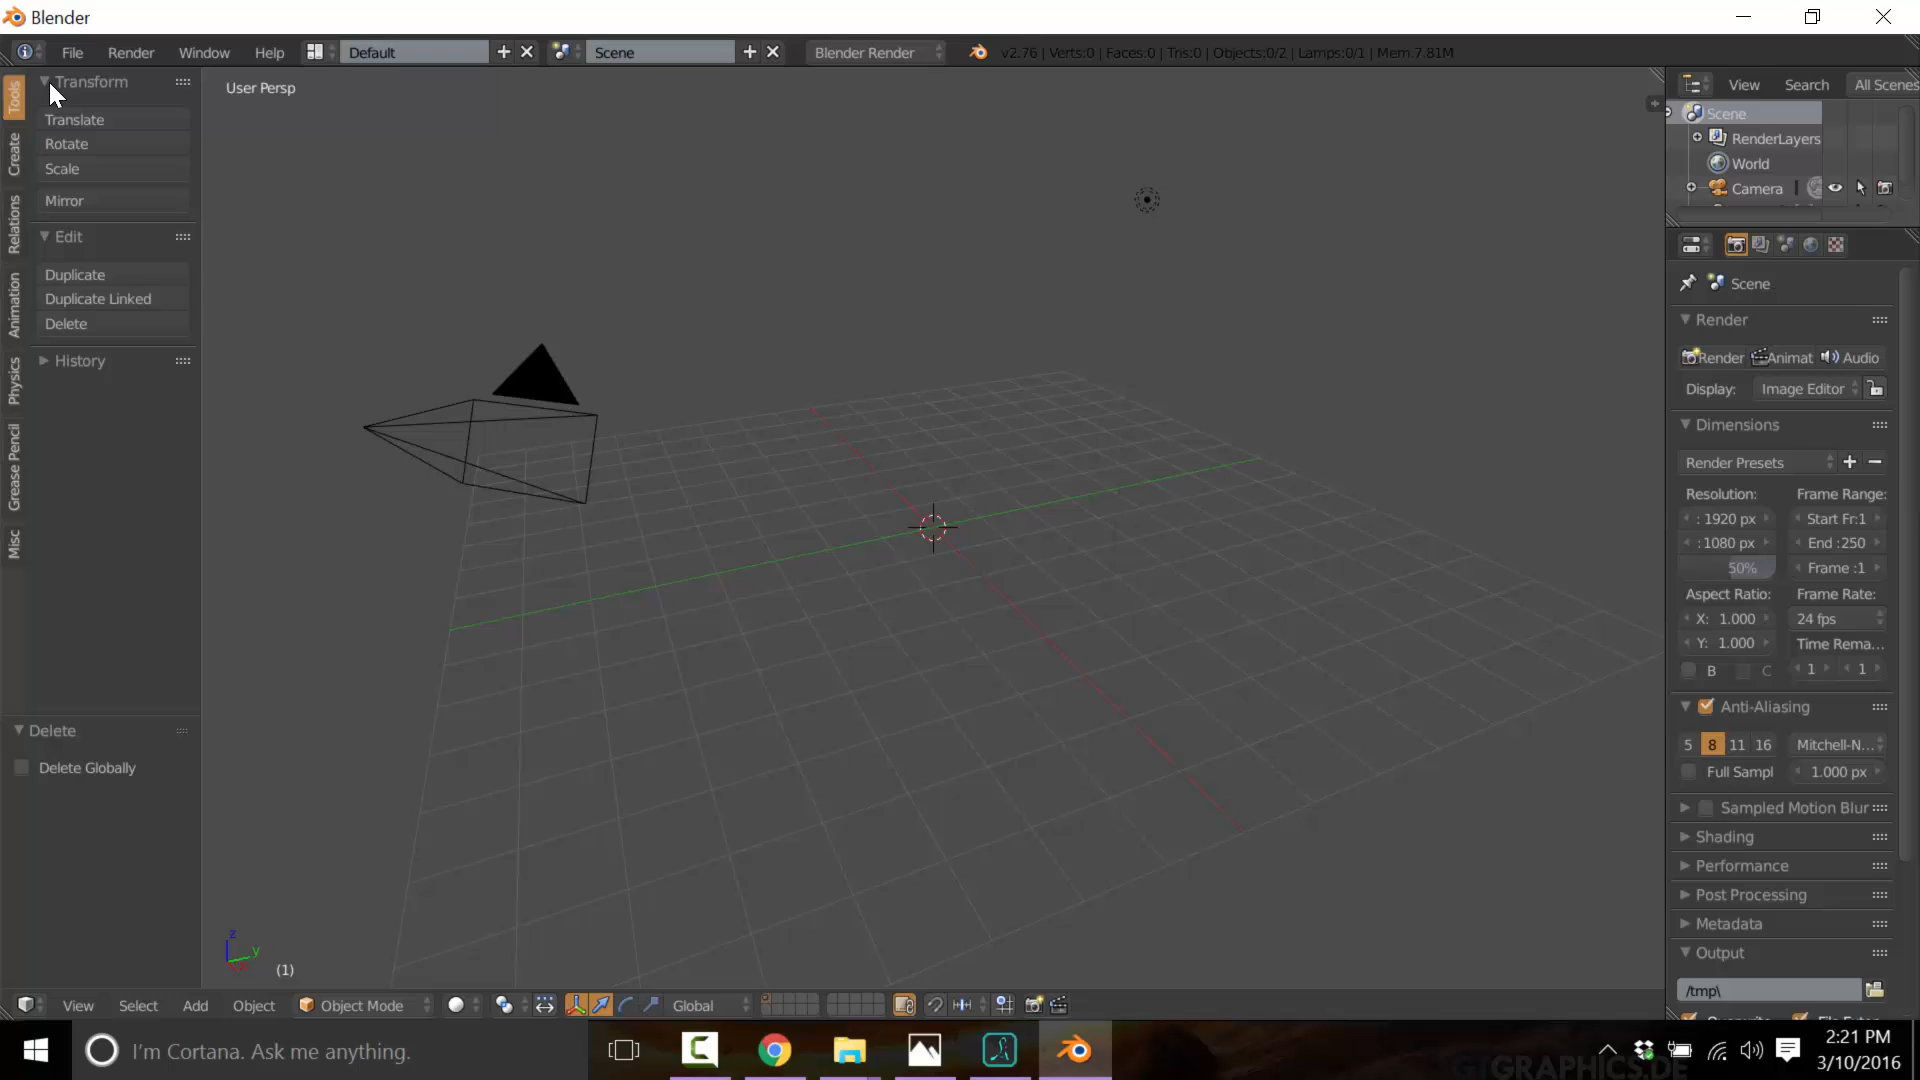 Blender
File Render Window Help Default Scene Blender Render v2.76 | Verts:0 | Faces:0 | Tris:0 | Objects:0/2 | Lamps:0/1 | Mem:7.81M
Tools
Create
Relations
Animation
Physics
Grease Pencil
Misc
Transform
Translate
Rotate
Scale
Mirror
Edit
Duplicate
Duplicate Linked
Delete
History
Delete
Delete Globally
User Persp
z
y
x
(1)
View Search All Scenes
Scene
RenderLayers
World
Camera
Scene
Render
Render Animat Audio
Display: Image Editor
Dimensions
Render Presets
Resolution: Frame Range:
: 1920 px Start Fr:1
:1080 px End :250
50% Frame :1
Aspect Ratio: Frame Rate:
X: 1.000 24 fps
Y: 1.000 Time Rema...
B C 1 1
Anti-Aliasing
5 8 11 16 Mitchell-N...
Full Sampl 1.000 px
Sampled Motion Blur
Shading
Performance
Post Processing
Metadata
Output
/tmp\
View Select Add Object Object Mode Global
I'm Cortana. Ask me anything.
GTGRAPHICS.DE
2:21 PM
3/10/2016